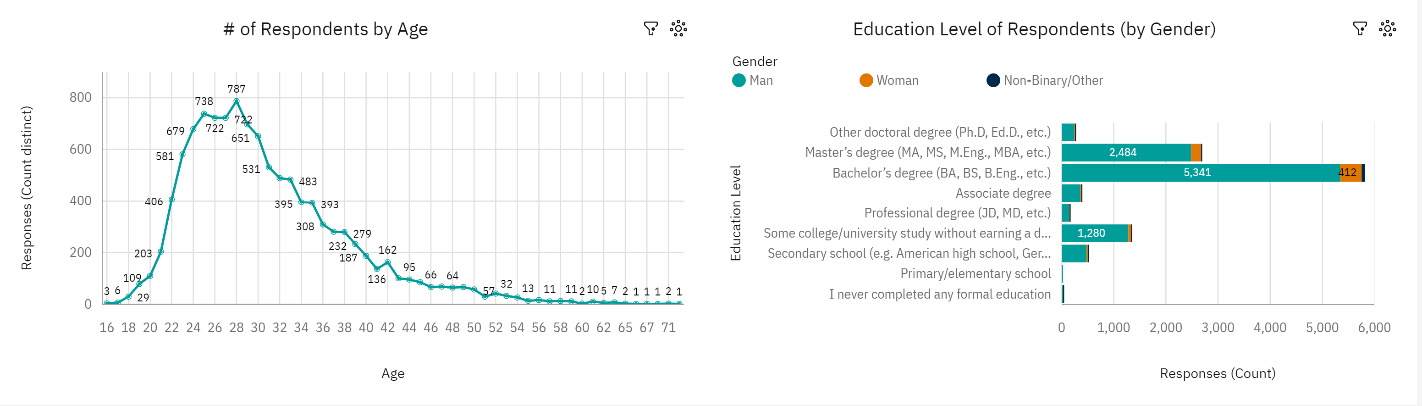 # of Respondents by Age
Responses (Count distinct)
800
600
400
200
0
3
6
29
109
203
406
581
679
738
722
787
722
651
531
483
395
393
308
232
279
187
136
162
95
66
64
57
32
13
11
11
2
10
5
7
2
1
1
1
2
1
16 18 20 22 24 26 28 30 32 34 36 38 40 42 44 46 48 50 52 54 56 58 60 62 65 67 71
Age
Education Level of Respondents (by Gender)
Gender
Man Woman Non-Binary/Other
Education Level
Other doctoral degree (Ph.D, Ed.D., etc.)
Master's degree (MA, MS, M.Eng., MBA, etc.) 2,484
Bachelor's degree (BA, BS, B.Eng., etc.) 5,341 412
Associate degree
Professional degree (JD, MD, etc.)
Some college/university study without earning a d... 1,280
Secondary school (e.g. American high school, Ger...
Primary/elementary school
I never completed any formal education
0 1,000 2,000 3,000 4,000 5,000 6,000
Responses (Count)